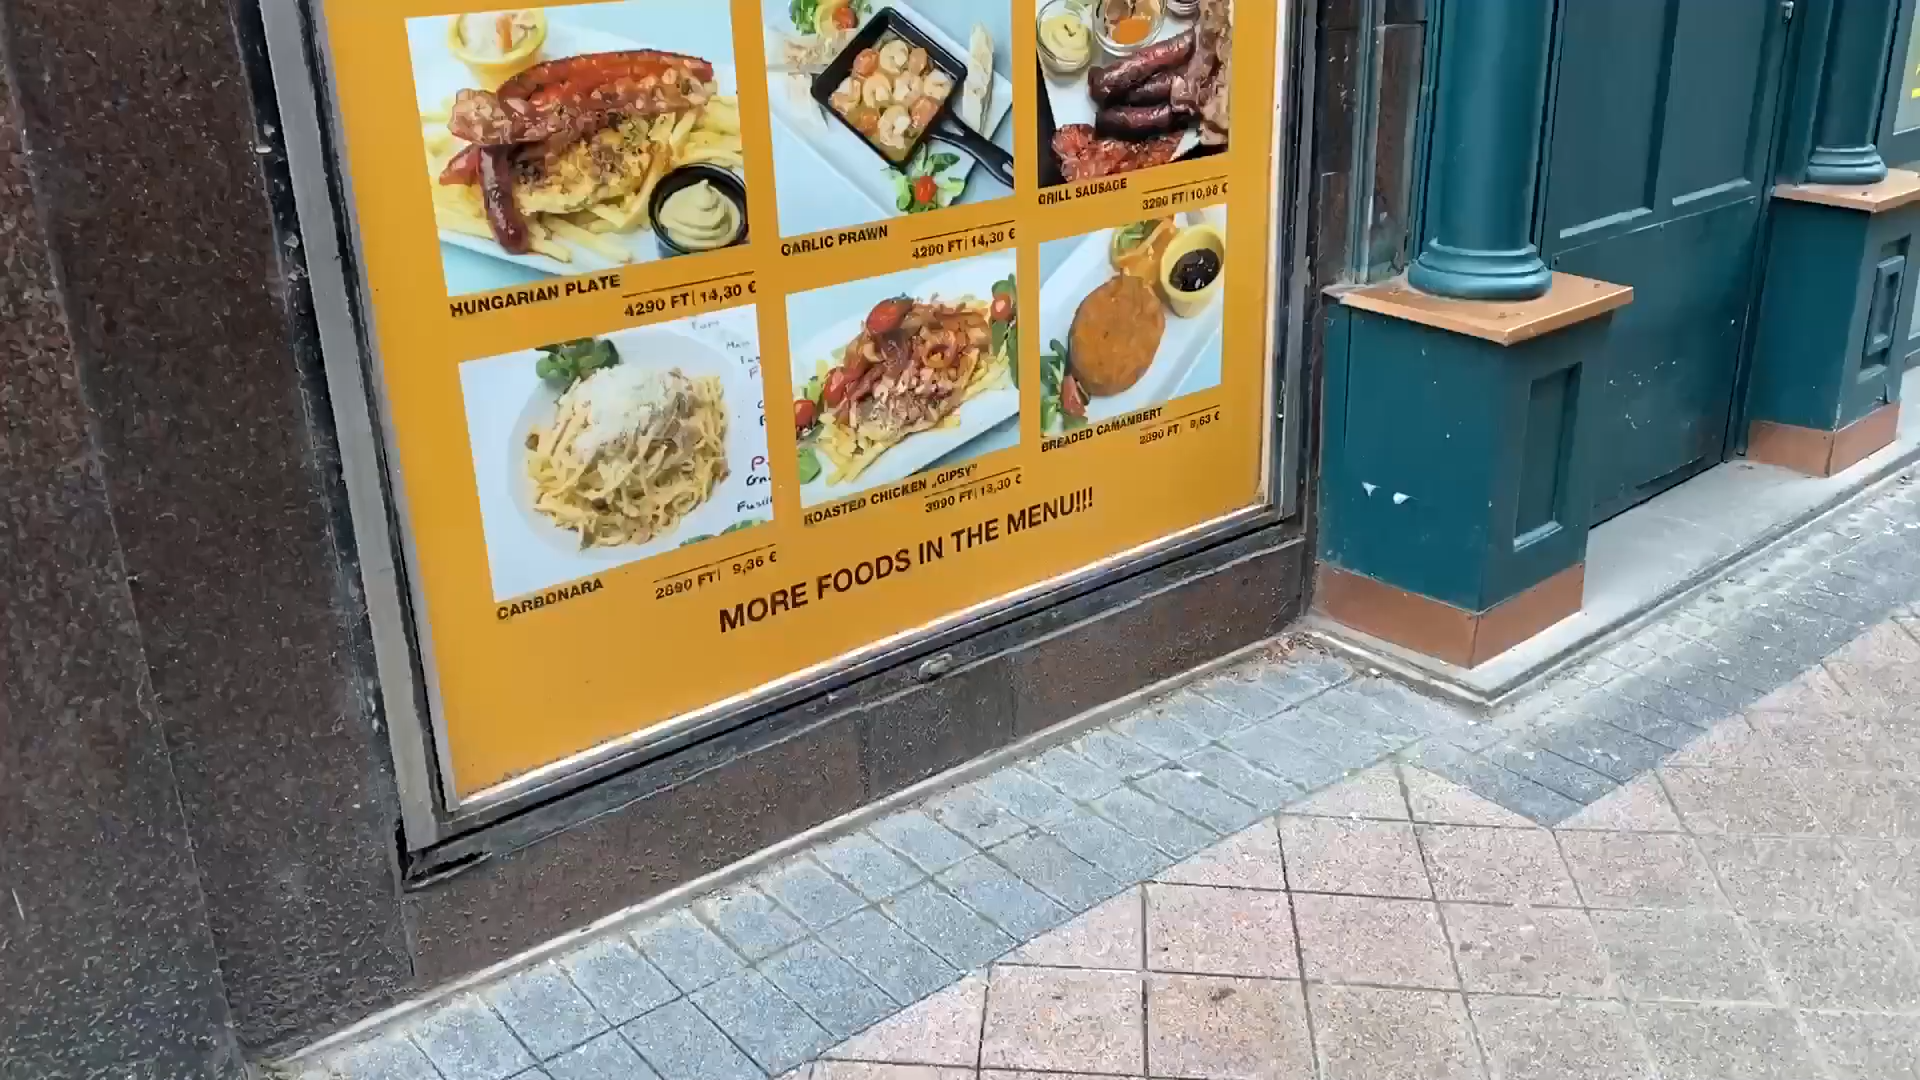 HUNGARIAN PLATE
4290 FT| 14,30 €
GARLIC PRAWN
4290 FT| 14,30 €
GRILL SAUSAGE
3290 FT| 10,96 €
CARBONARA
2890 FT| 9,36 €
ROASTED CHICKEN „GIPSY"
3990 FT| 13,30 €
BREADED CAMAMBERT
2890 FT| 9,63 €
MORE FOODS IN THE MENU!!!